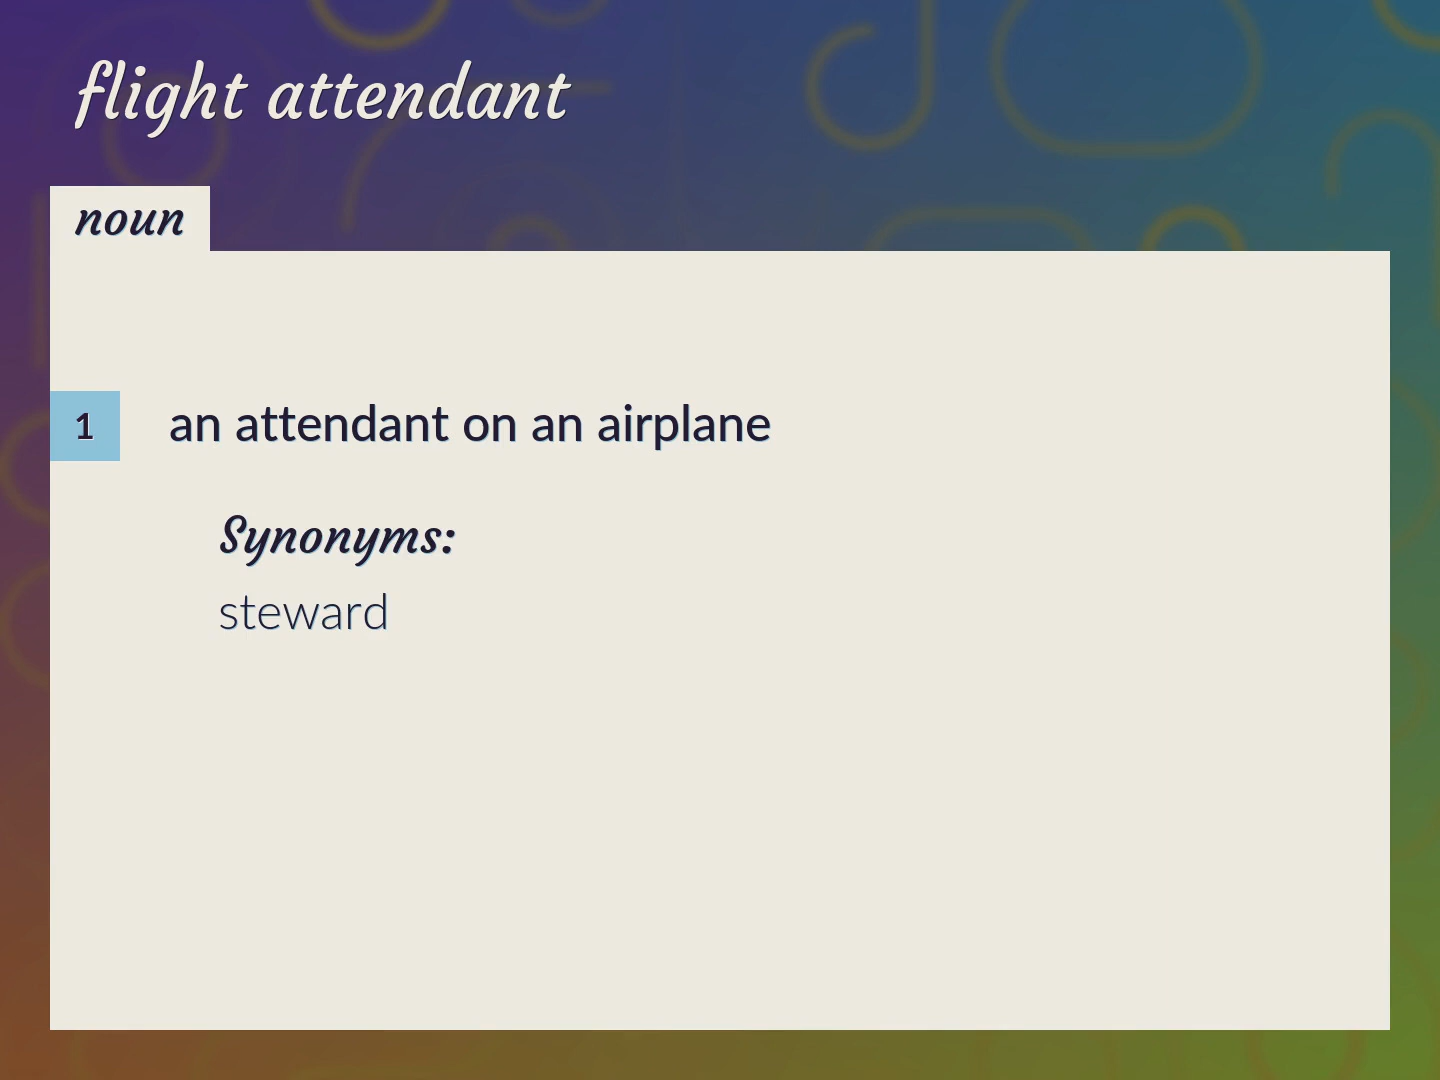 flight attendant
noun
1 an attendant on an airplane
Synonyms:
steward